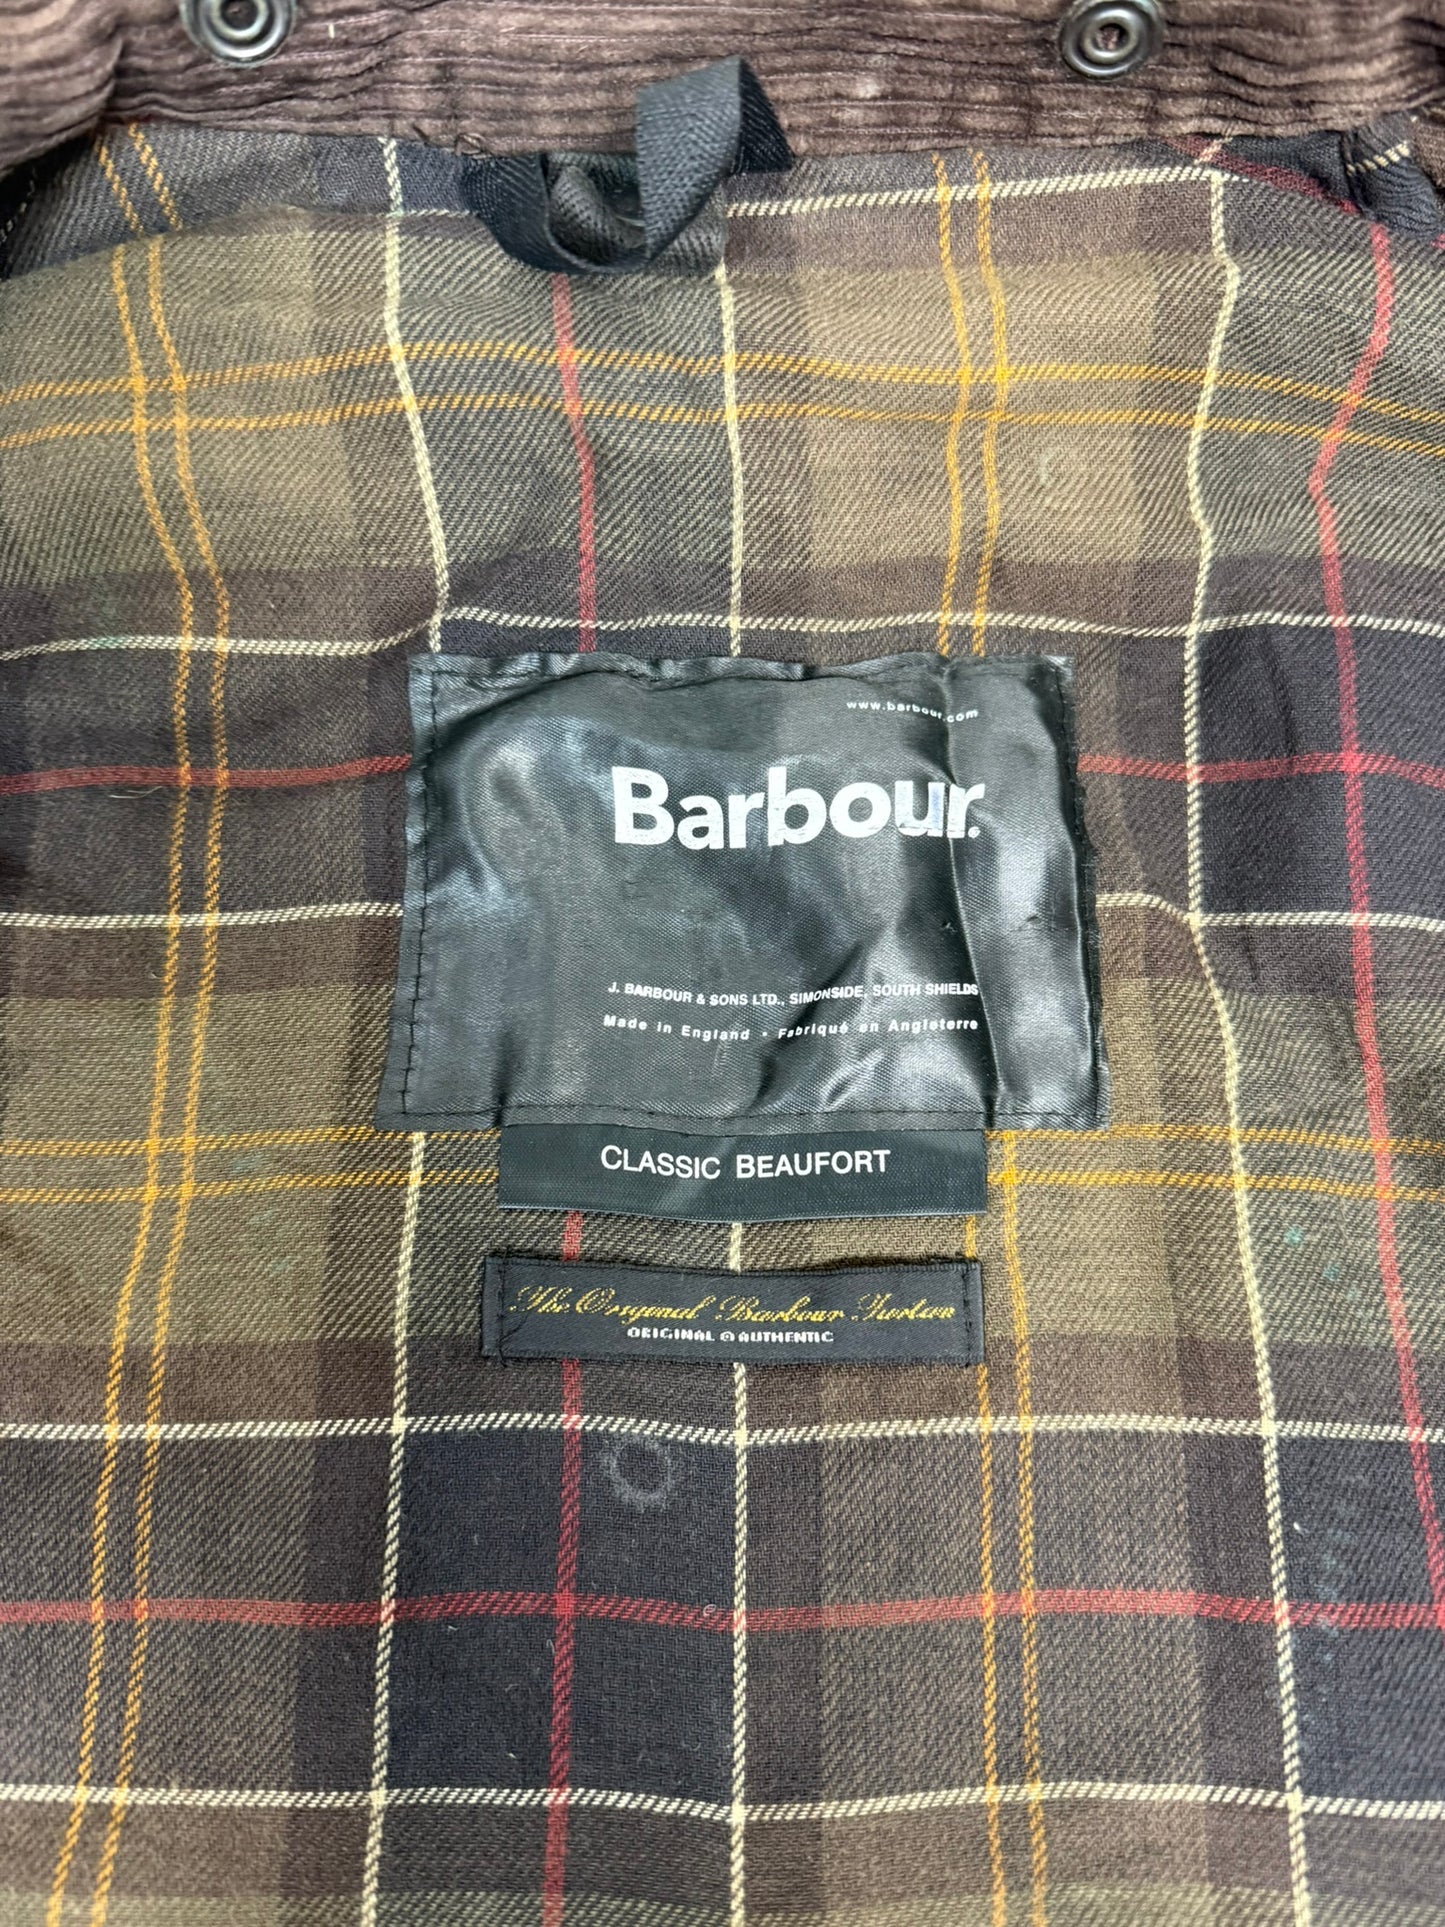 www.barbour.com
Barbour.
J. BARBOUR & SONS LTD., SIMONSIDE, SOUTH SHIELDS
Made in England • Fabriqué en Angleterre
CLASSIC BEAUFORT
The Original Barbour Tartan
ORIGINAL & AUTHENTIC